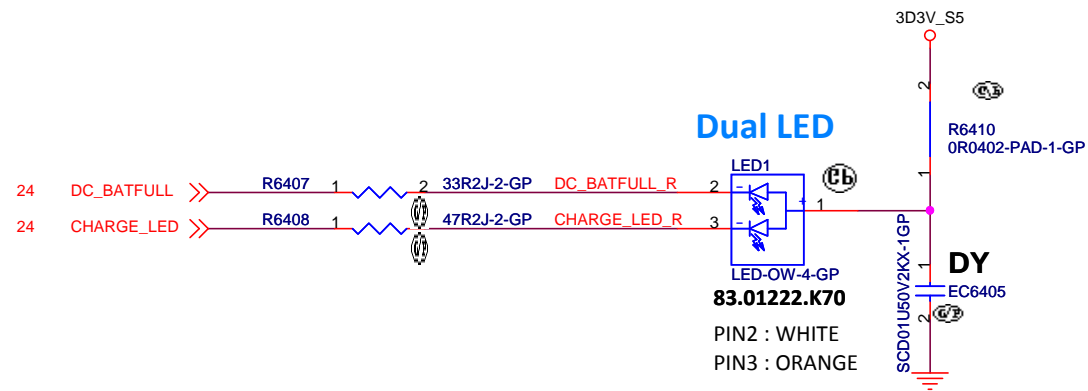 3D3V_S5
2
R6410
0R0402-PAD-1-GP
1
Dual LED
LED1
24 DC_BATFULL R6407 1 2 33R2J-2-GP DC_BATFULL_R 2 - + 1
24 CHARGE_LED R6408 1 47R2J-2-GP CHARGE_LED_R 3 -
LED-OW-4-GP
83.01222.K70
PIN2 : WHITE
PIN3 : ORANGE
SCD01U50V2KX-1GP
1
DY
EC6405
2